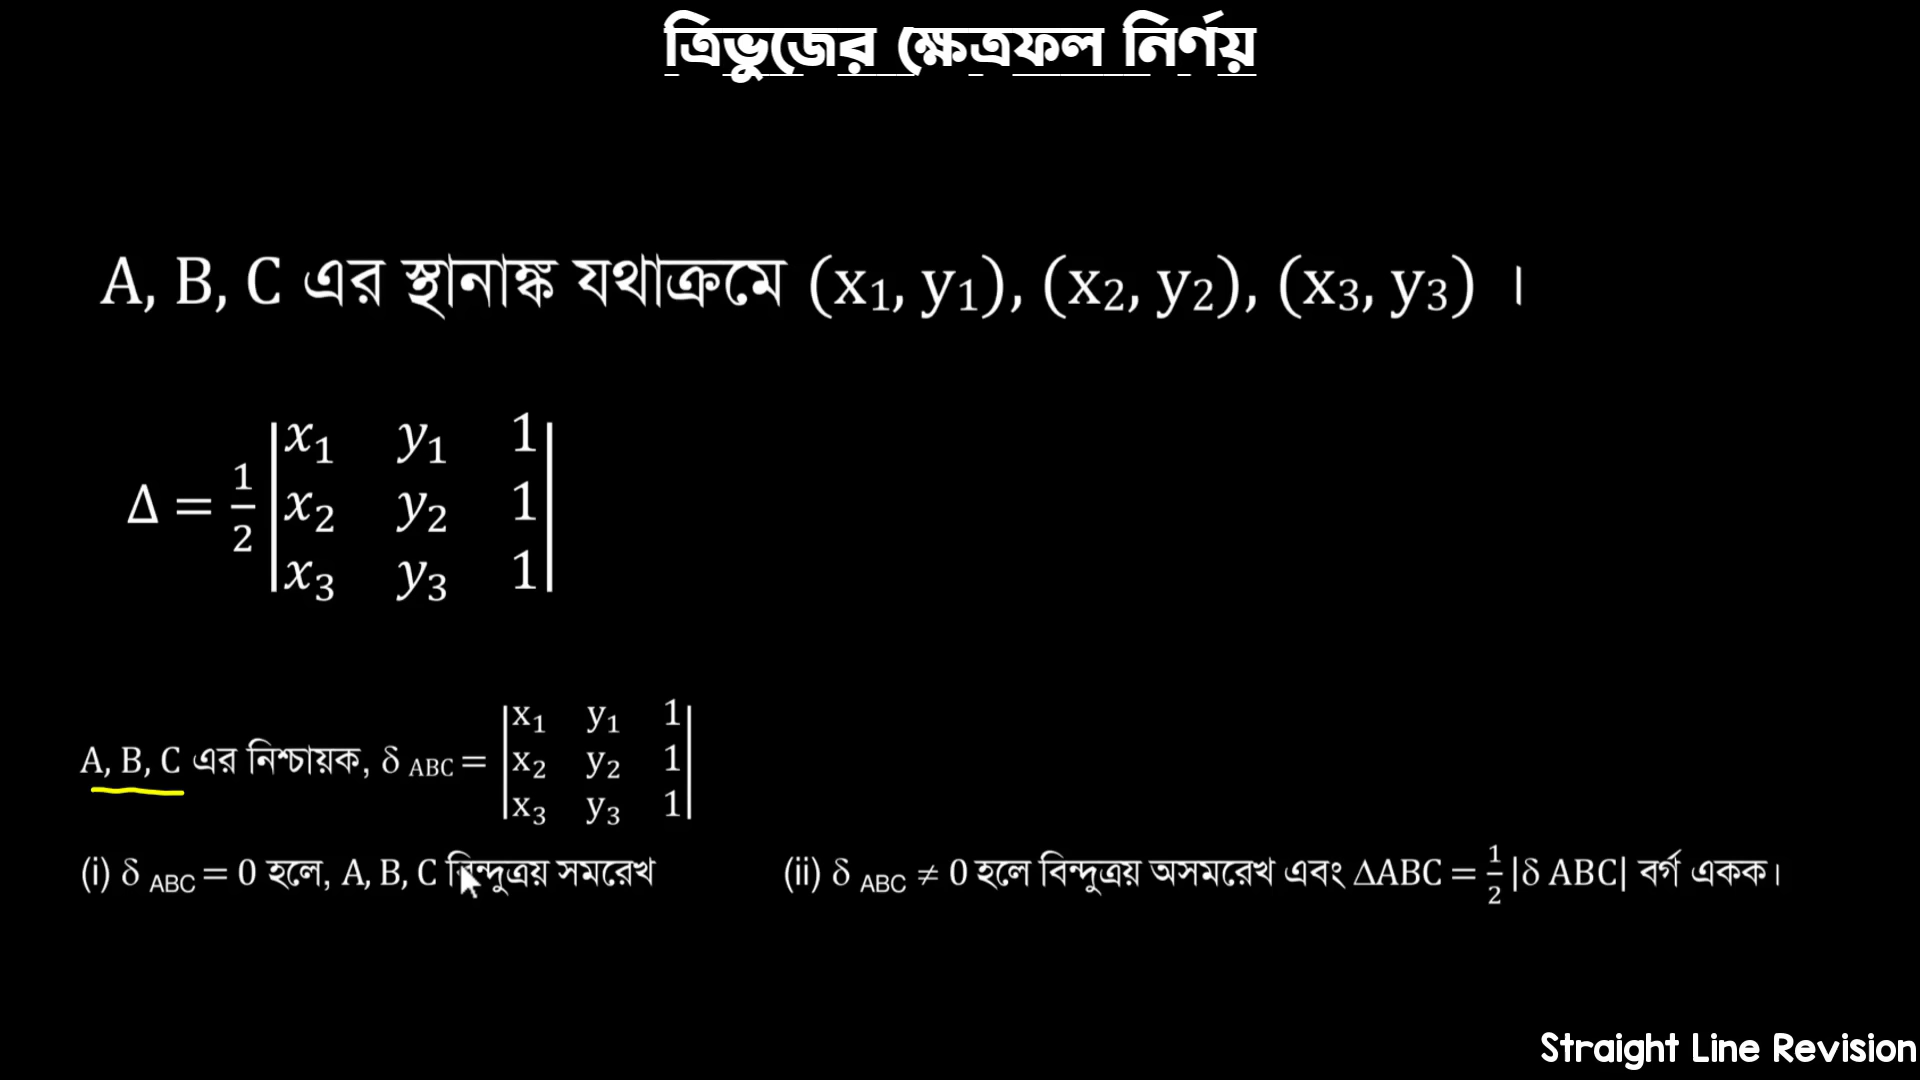 ত্রিভুজের ক্ষেত্রফল নির্ণয়
A, B, C এর স্থানাঙ্ক যথাক্রমে (x₁, y₁), (x₂, y₂), (x₃, y₃) ।
Δ = 1/2 |x₁ y₁ 1|
|x₂ y₂ 1|
|x₃ y₃ 1|
A, B, C এর নিশ্চায়ক, δ ABC = |x₁ y₁ 1|
|x₂ y₂ 1|
|x₃ y₃ 1|
(i) δ ABC = 0 হলে, A, B, C বিন্দুত্রয় সমরেখ
(ii) δ ABC ≠ 0 হলে বিন্দুত্রয় অসমরেখ এবং ΔABC = 1/2 |δ ABC| বর্গ একক।
Straight Line Revision